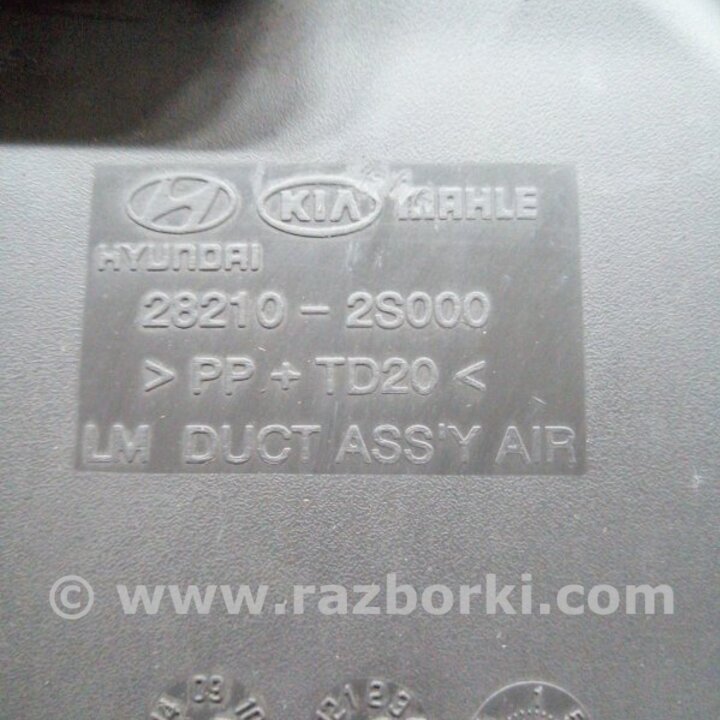 KIA MAHLE
HYUNDAI
28210 - 2S000
> PP + TD20 <
LM DUCT ASS'Y AIR
© www.razborki.com